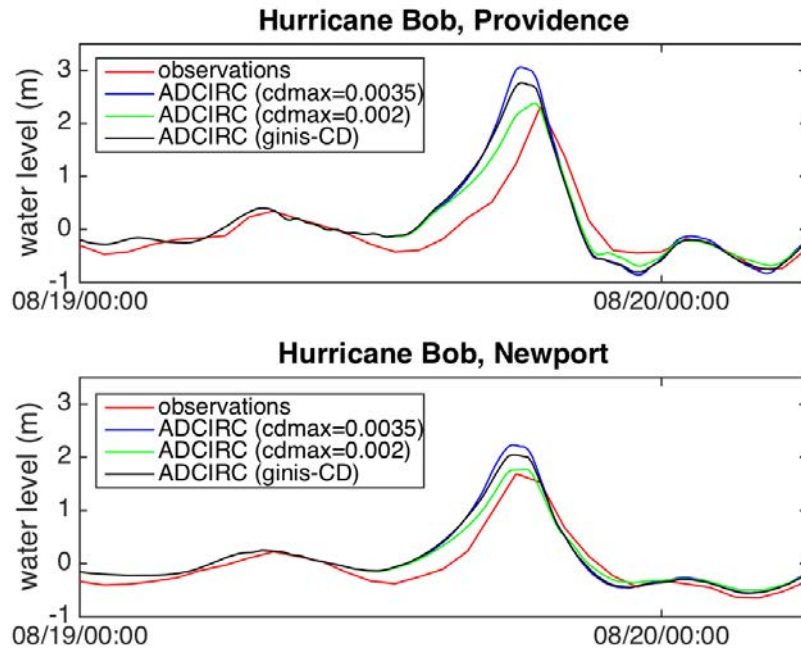 Hurricane Bob, Providence
water level (m)
3
2
1
0
-1
observations
ADCIRC (cdmax=0.0035)
ADCIRC (cdmax=0.002)
ADCIRC (ginis-CD)
08/19/00:00
08/20/00:00
Hurricane Bob, Newport
water level (m)
3
2
1
0
-1
observations
ADCIRC (cdmax=0.0035)
ADCIRC (cdmax=0.002)
ADCIRC (ginis-CD)
08/19/00:00
08/20/00:00